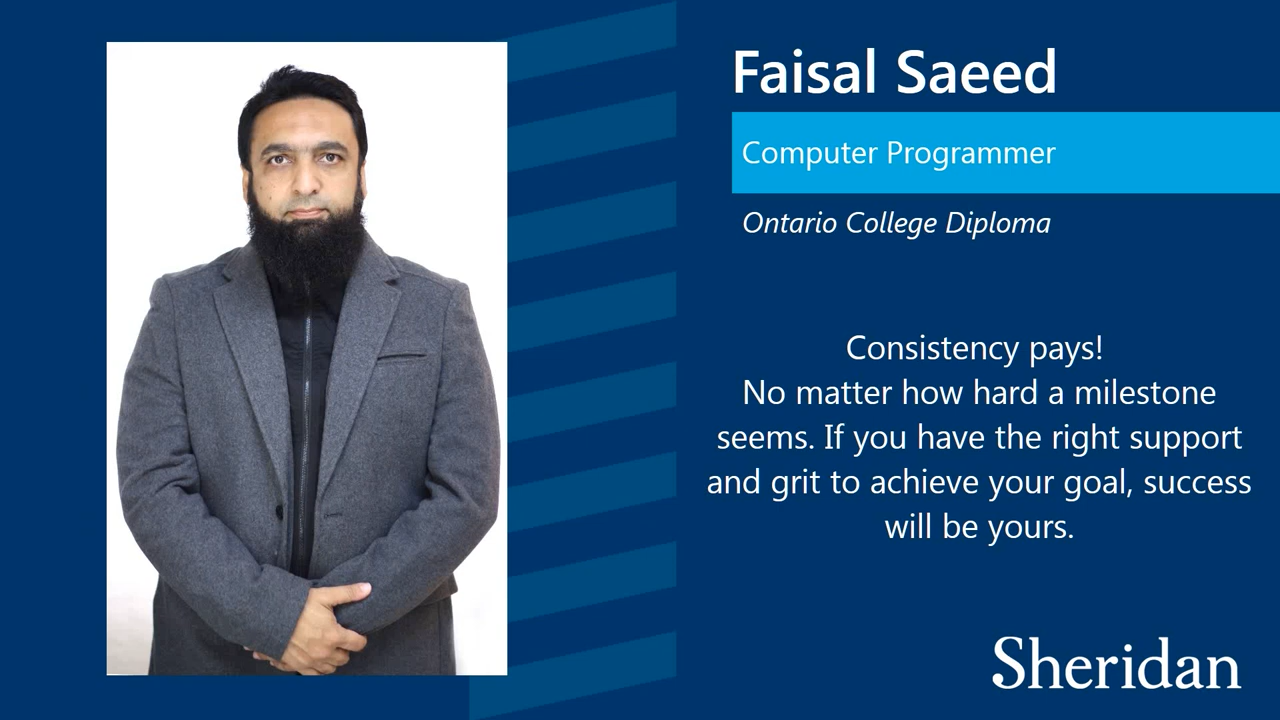 Faisal Saeed
Computer Programmer
Ontario College Diploma
Consistency pays!
No matter how hard a milestone
seems. If you have the right support
and grit to achieve your goal, success
will be yours.
Sheridan